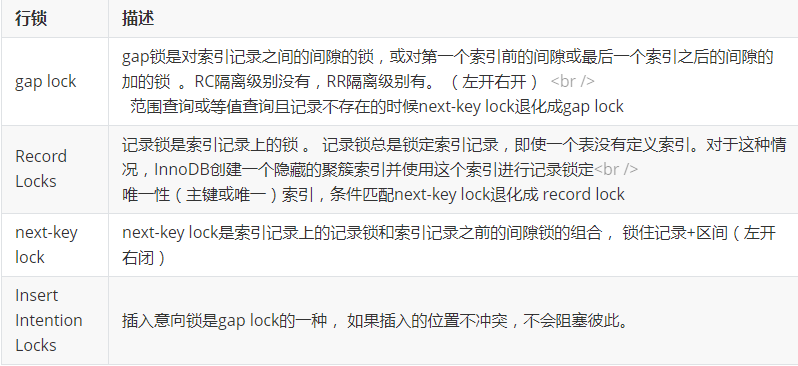 行锁 描述
gap锁是对索引记录之间的间隙的锁，或对第一个索引前的间隙或最后一个索引之后的间隙的
gap lock 加的锁 。RC隔离级别没有，RR隔离级别有。 （左开右开） <br />
范围查询或等值查询且记录不存在的时候next-key lock退化成gap lock
记录锁是索引记录上的锁 。 记录锁总是锁定索引记录，即使一个表没有定义索引。对于这种情
Record 况，InnoDB创建一个隐藏的聚簇索引并使用这个索引进行记录锁定<br />
Locks 唯一性（主键或唯一）索引，条件匹配next-key lock退化成 record lock
next-key next-key lock是索引记录上的记录锁和索引记录之前的间隙锁的组合， 锁住记录+区间（左开
lock 右闭）
Insert
Intention 插入意向锁是gap lock的一种， 如果插入的位置不冲突，不会阻塞彼此。
Locks